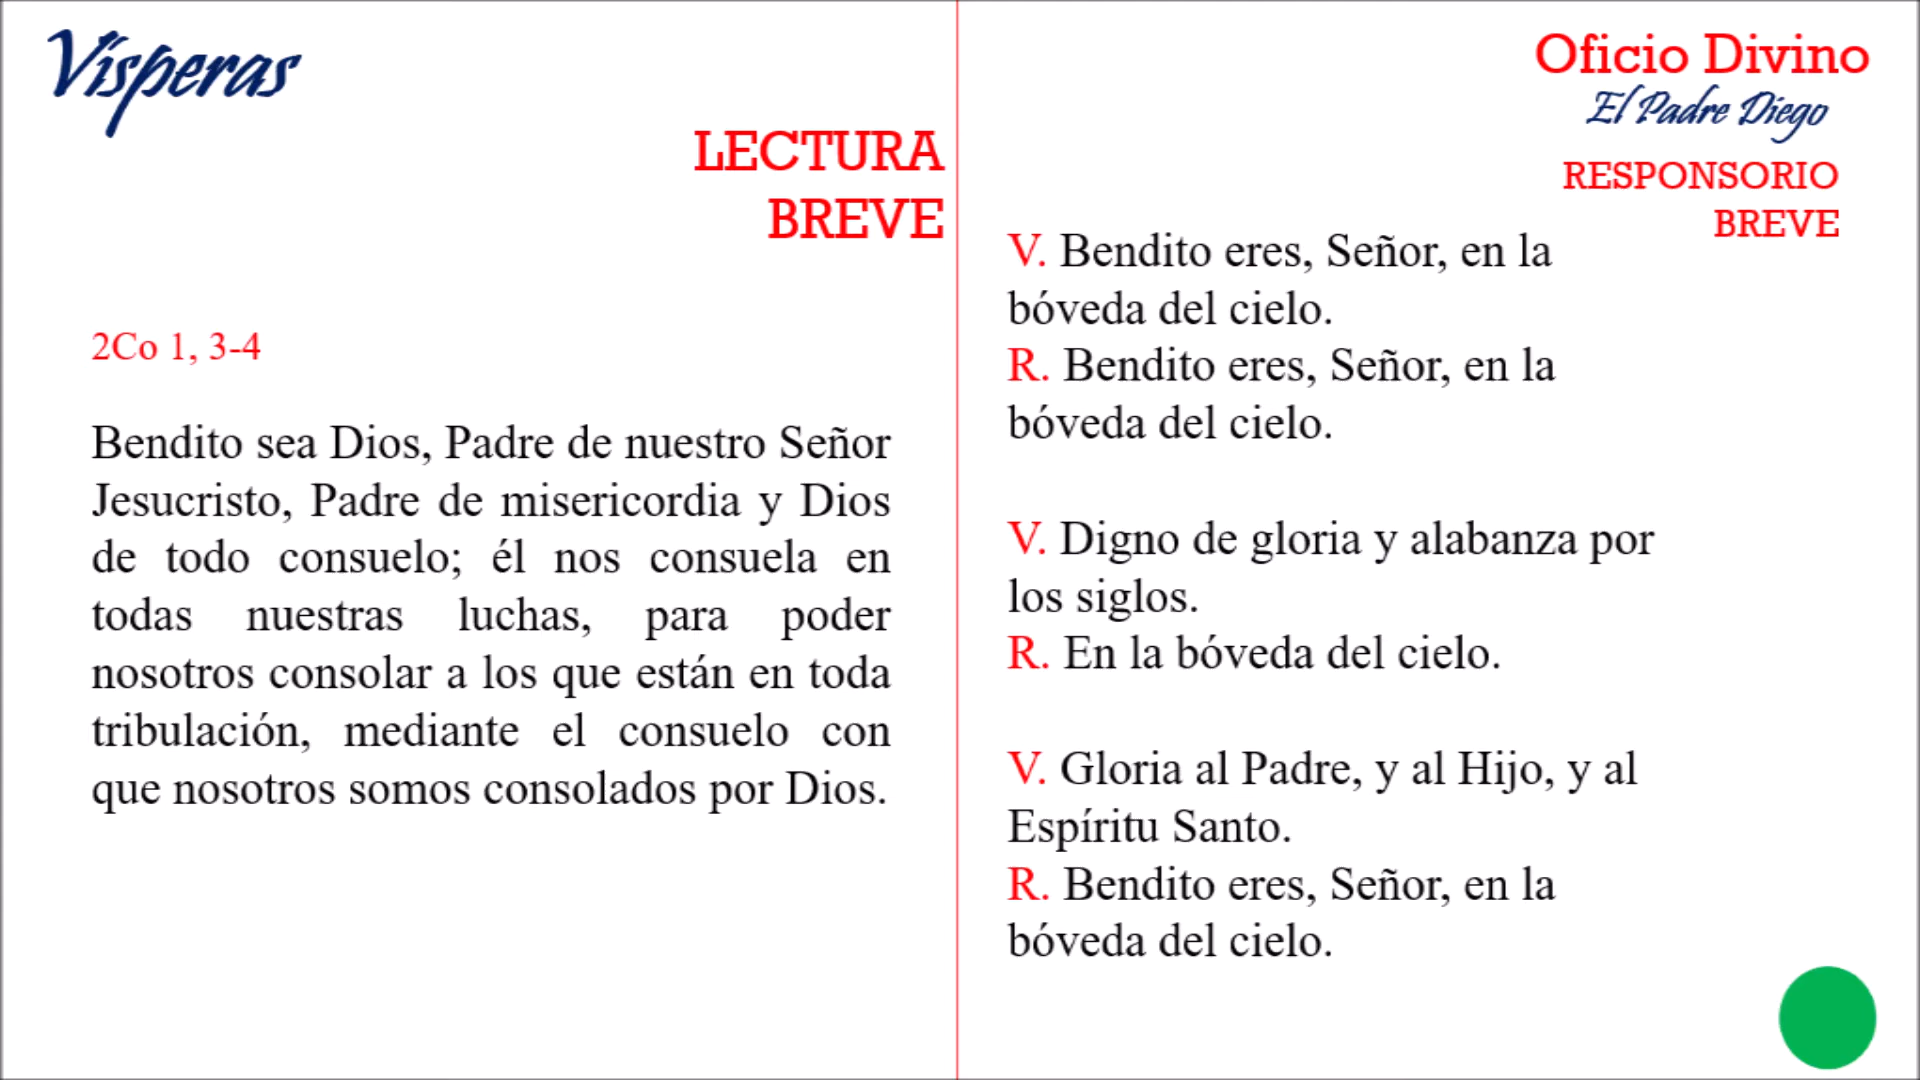 Vísperas
LECTURA
BREVE
2Co 1, 3-4
Bendito sea Dios, Padre de nuestro Señor
Jesucristo, Padre de misericordia y Dios
de todo consuelo; él nos consuela en
todas nuestras luchas, para poder
nosotros consolar a los que están en toda
tribulación, mediante el consuelo con
que nosotros somos consolados por Dios.
Oficio Divino
El Padre Diego
RESPONSORIO
BREVE
V. Bendito eres, Señor, en la
bóveda del cielo.
R. Bendito eres, Señor, en la
bóveda del cielo.
V. Digno de gloria y alabanza por
los siglos.
R. En la bóveda del cielo.
V. Gloria al Padre, y al Hijo, y al
Espíritu Santo.
R. Bendito eres, Señor, en la
bóveda del cielo.